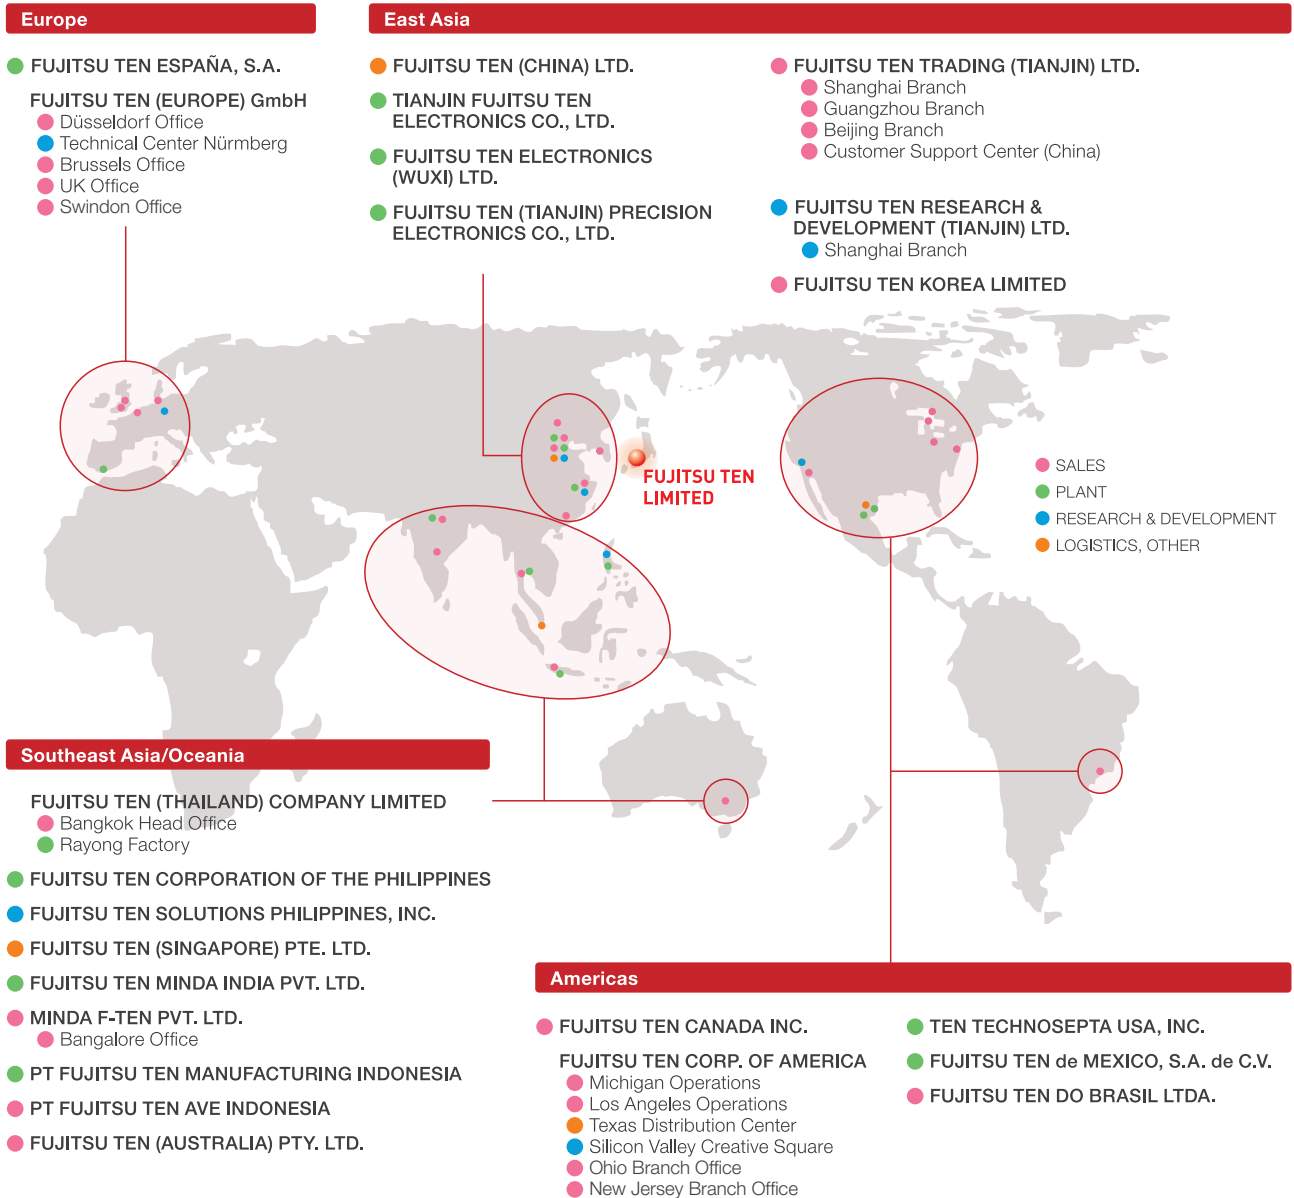 Europe
FUJITSU TEN ESPAÑA, S.A.
FUJITSU TEN (EUROPE) GmbH
Düsseldorf Office
Technical Center Nürmberg
Brussels Office
UK Office
Swindon Office
East Asia
FUJITSU TEN (CHINA) LTD.
TIANJIN FUJITSU TEN
ELECTRONICS CO., LTD.
FUJITSU TEN ELECTRONICS
(WUXI) LTD.
FUJITSU TEN (TIANJIN) PRECISION
ELECTRONICS CO., LTD.
FUJITSU TEN TRADING (TIANJIN) LTD.
Shanghai Branch
Guangzhou Branch
Beijing Branch
Customer Support Center (China)
FUJITSU TEN RESEARCH &
DEVELOPMENT (TIANJIN) LTD.
Shanghai Branch
FUJITSU TEN KOREA LIMITED
FUJITSU TEN
LIMITED
SALES
PLANT
RESEARCH & DEVELOPMENT
LOGISTICS, OTHER
Southeast Asia/Oceania
FUJITSU TEN (THAILAND) COMPANY LIMITED
Bangkok Head Office
Rayong Factory
FUJITSU TEN CORPORATION OF THE PHILIPPINES
FUJITSU TEN SOLUTIONS PHILIPPINES, INC.
FUJITSU TEN (SINGAPORE) PTE. LTD.
FUJITSU TEN MINDA INDIA PVT. LTD.
MINDA F-TEN PVT. LTD.
Bangalore Office
PT FUJITSU TEN MANUFACTURING INDONESIA
PT FUJITSU TEN AVE INDONESIA
FUJITSU TEN (AUSTRALIA) PTY. LTD.
Americas
FUJITSU TEN CANADA INC.
FUJITSU TEN CORP. OF AMERICA
Michigan Operations
Los Angeles Operations
Texas Distribution Center
Silicon Valley Creative Square
Ohio Branch Office
New Jersey Branch Office
TEN TECHNOSEPTA USA, INC.
FUJITSU TEN de MEXICO, S.A. de C.V.
FUJITSU TEN DO BRASIL LTDA.